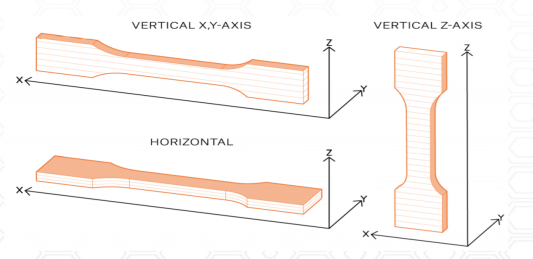 VERTICAL X,Y-AXIS
Z
X
Y
HORIZONTAL
Z
X
Y
VERTICAL Z-AXIS
Z
X
Y